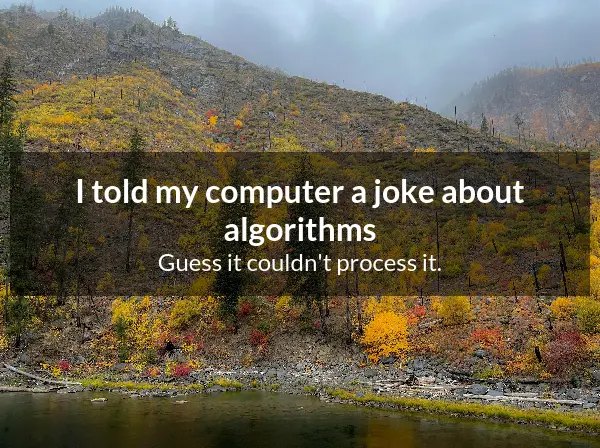 I told my computer a joke about
algorithms
Guess it couldn't process it.